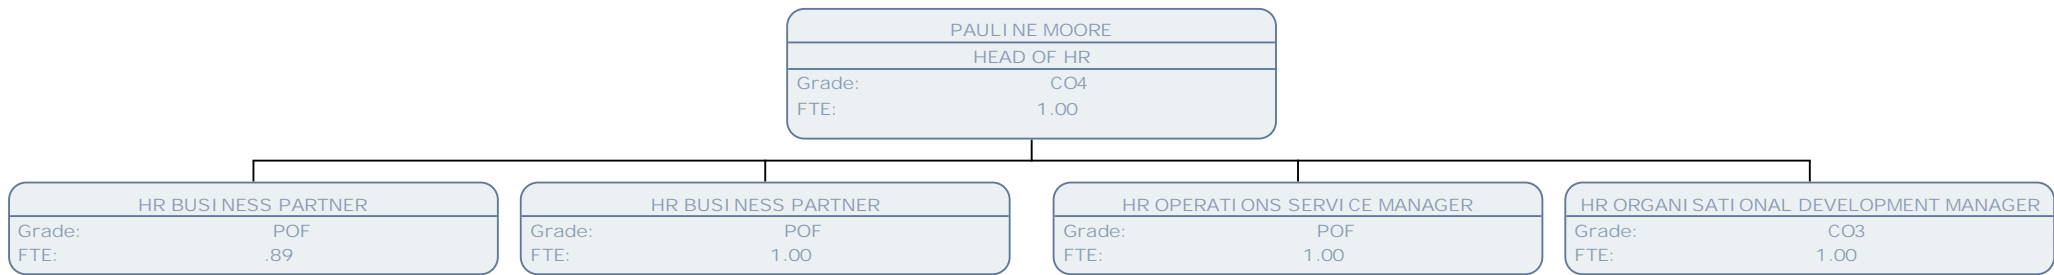 PAULINE MOORE
HEAD OF HR
Grade: CO4
FTE: 1.00
HR BUSINESS PARTNER
Grade: POF
FTE: .89
HR BUSINESS PARTNER
Grade: POF
FTE: 1.00
HR OPERATIONS SERVICE MANAGER
Grade: POF
FTE: 1.00
HR ORGANISATIONAL DEVELOPMENT MANAGER
Grade: CO3
FTE: 1.00